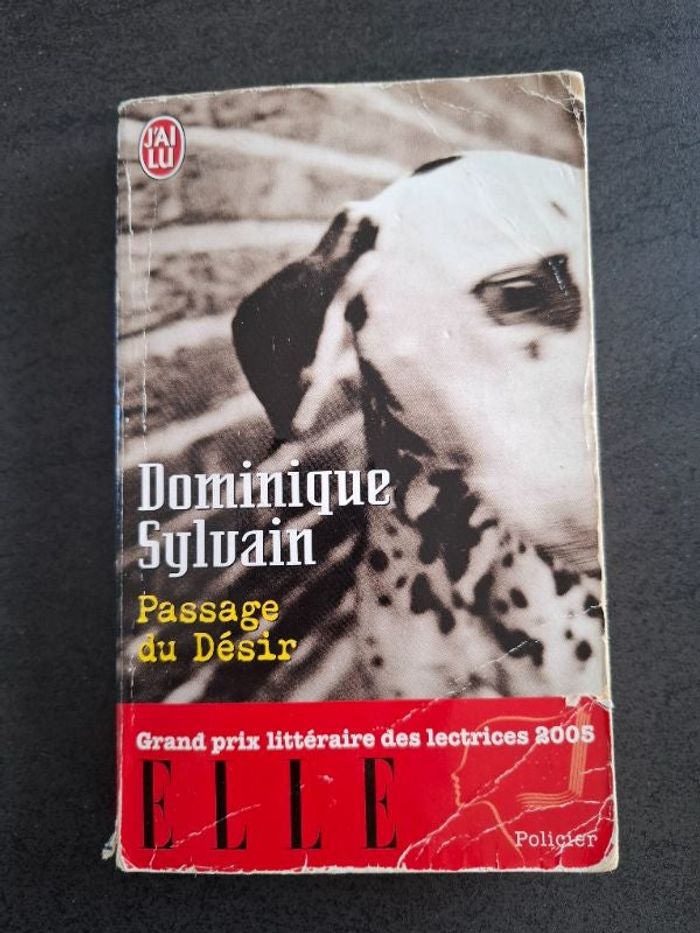 J'AI
LU
Dominique
Sylvain
Passage
du Désir
Grand prix littéraire des lectrices 2005
ELLE
Policier